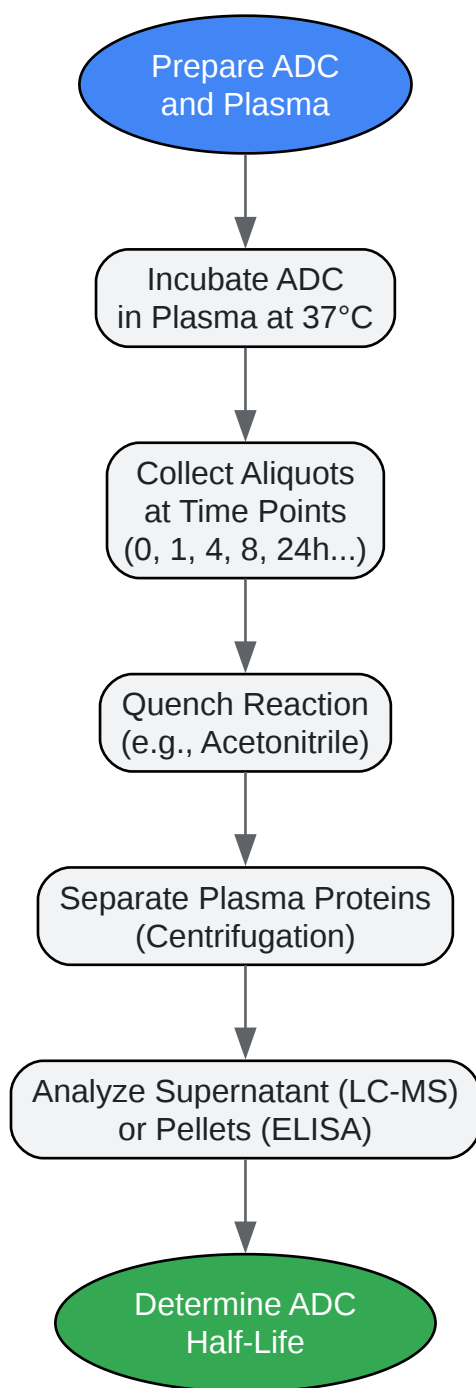 Prepare ADC
and Plasma
Incubate ADC
in Plasma at 37°C
Collect Aliquots
at Time Points
(0, 1, 4, 8, 24h...)
Quench Reaction
(e.g., Acetonitrile)
Separate Plasma Proteins
(Centrifugation)
Analyze Supernatant (LC-MS)
or Pellets (ELISA)
Determine ADC
Half-Life